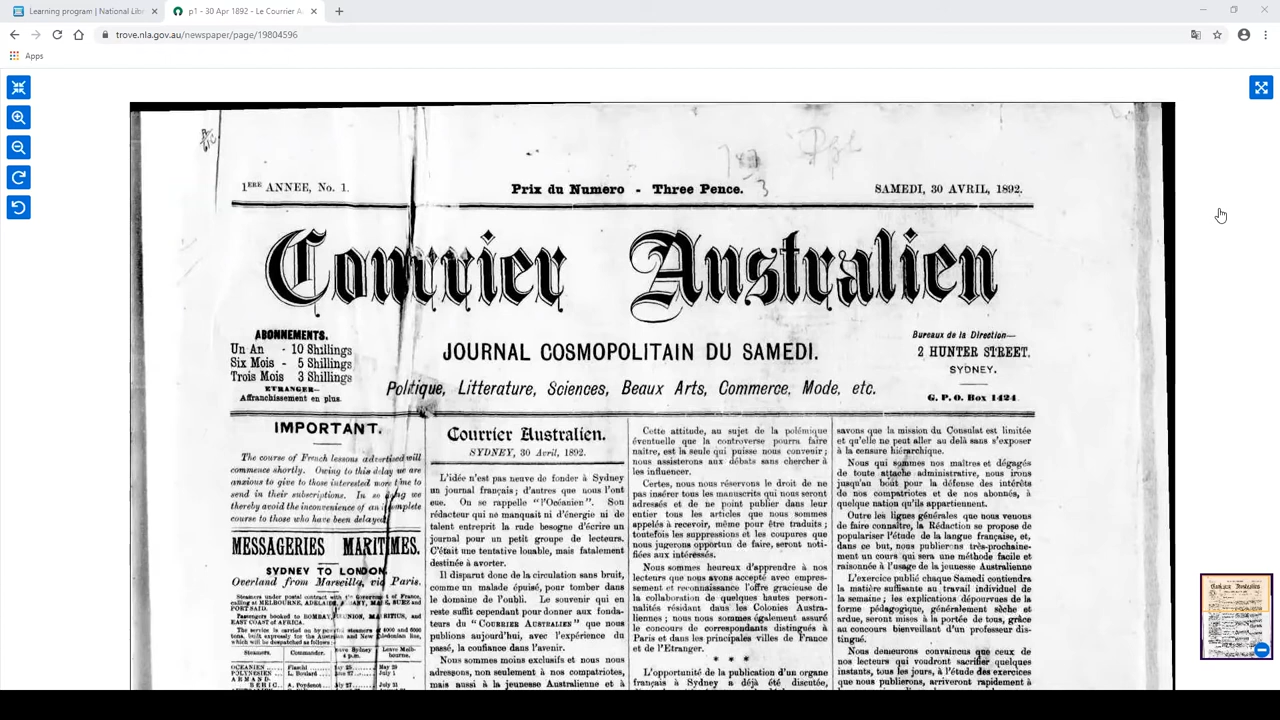 Learning program | National Lib
p1 - 30 Apr 1892 - Le Courrier A
trove.nla.gov.au/newspaper/page/19804596
Apps
1ERE ANNEE, No. 1.
Prix du Numero - Three Pence.
3
SAMEDI, 30 AVRIL, 1892.
Courrier Australien
ABONNEMENTS.
Un An - 10 Shillings
Six Mois - 5 Shillings
Trois Mois 3 Shillings
ETRANGER—
Affranchissement en plus.
JOURNAL COSMOPOLITAIN DU SAMEDI.
Politique, Litterature, Sciences, Beaux Arts, Commerce, Mode, etc.
Bureaux de la Direction—
2 HUNTER STREET.
SYDNEY.
G. P. O. Box 1424
IMPORTANT.
The course of French lessons advertised will
commence shortly. Owing to this delay we are
anxious to give to those interested more time to
send in their subscriptions. In so doing we
thereby avoid the inconvenience of an incomplete
course to those who have been delayed.
MESSAGERIES MARITIMES.
SYDNEY TO LONDON,
Overland from Marseilla, via Paris.
Steamers under postal contract with the Government of France,
calling at MELBOURNE, ADELAIDE, ALBANY, MAHE, SUEZ and
PORT SAID.
Passengers booked to BOMBAY, REUNION, MAURITIUS, and
EAST COAST of AFRICA.
The service is carried on by steamers of 4000 and 6000
tons, built expressly for the Australian and New Caledonian line,
which will be despatched as follows:
Steamers. Commander. Leave Sydney 4 p.m. Leave Melbourne.
OCEANIEN May 25 May 29
POLYNESIEN L. Boulard June 27 July 1
ARMAND
BEHIC A. Pordenot July 27 July 31
Courrier Australien.
SYDNEY, 30 Avril, 1892.
L'idée n'est pas neuve de fonder à Sydney
un journal français; d'autres que nous l'ont
eue. On se rappelle "l'Océanien". Son
rédacteur qui ne manquait ni d'énergie ni de
talent entreprit la rude besogne d'écrire un
journal pour un petit groupe de lecteurs.
C'était une tentative louable, mais fatalement
destinée à avorter.
Il disparut donc de la circulation sans bruit,
comme un malade épuisé, pour tomber dans
le domaine de l'oubli. Le souvenir qui en
reste suffit cependant pour donner aux fonda-
teurs du "COURRIER AUSTRALIEN" que nous
publions aujourd'hui, avec l'expérience du
passé, la confiance dans l'avenir.
Nous sommes moins exclusifs et nous nous
adressons, non seulement à nos compatriotes,
mais aussi à la jeunesse Australienne et à
Cette attitude, au sujet de la polémique
éventuelle que la controverse pourra faire
naître, est la seule qui puisse nous convenir;
nous assisterons aux débats sans chercher à
les influencer.
Certes, nous nous réservons le droit de ne
pas insérer tous les manuscrits qui nous seront
adressés et de ne point publier dans leur
entier tous les articles que nous sommes
appelés à recevoir, même pour être traduits;
toutefois les suppressions et les coupures que
nous jugerons opportun de faire, seront noti-
fiées aux intéressés.
Nous sommes heureux d'apprendre à nos
lecteurs que nous avons accepté avec empres-
sement et reconnaissance l'offre gracieuse de
la collaboration de quelques hautes person-
nalités résidant dans les Colonies Austra-
liennes; nous nous sommes également assuré
le concours de correspondants distingués à
Paris et dans les principales villes de France
et de l'Etranger.
* * *
L'opportunité de la publication d'un organe
français à Sydney a déjà été discutée,
savons que la mission du Consulat est limitée
et qu'elle ne peut aller au delà sans s'exposer
à la censure hiérarchique.
Nous qui sommes nos maîtres et dégagés
de toute attache administrative, nous irons
jusqu'au bout pour la défense des intérêts
de nos compatriotes et de nos abonnés, à
quelque nation qu'ils appartiennent.
Outre les lignes générales que nous venons
de faire connaître, la Rédaction se propose de
populariser l'étude de la langue française, et,
dans ce but, nous publierons très-prochaine-
ment un cours qui sera une méthode facile et
raisonnée à l'usage de la jeunesse Australienne
L'exercice publié chaque Samedi contiendra
la matière suffisante au travail individuel de
la semaine; les explications dépourvues de la
forme pédagogique, généralement sèche et
ardue, seront mises à la portée de tous, grâce
au concours bienveillant d'un professeur dis-
tingué.
Nous demeurons convaincus que ceux de
nos lecteurs qui voudront sacrifier quelques
instants, tous les jours, à l'étude des exercices
que nous publierons, arriveront rapidement à